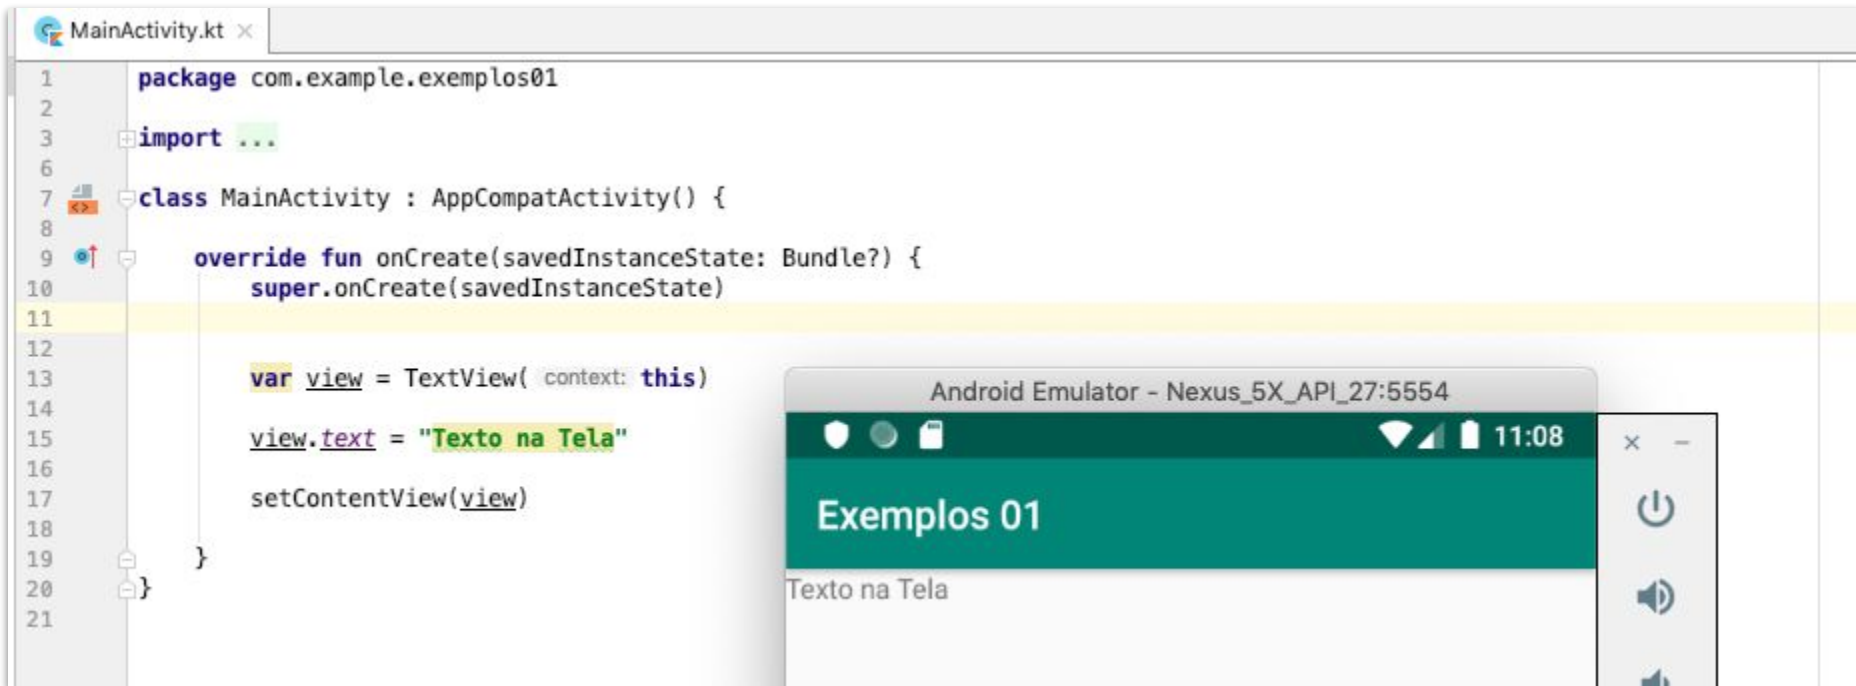 MainActivity.kt ×
1 package com.example.exemplos01
2
3 import ...
6
7 class MainActivity : AppCompatActivity() {
8
9 override fun onCreate(savedInstanceState: Bundle?) {
10 super.onCreate(savedInstanceState)
11
12
13 var view = TextView( context: this)
14
15 view.text = "Texto na Tela"
16
17 setContentView(view)
18
19 }
20 }
21
Android Emulator - Nexus_5X_API_27:5554
11:08
Exemplos 01
Texto na Tela